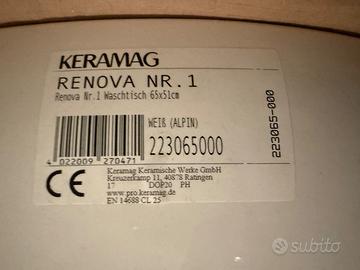 KERAMAG
RENOVA NR.1
Renova Nr.1 Waschtisch 65x51cm
WEIß (ALPIN)
223065000
4 022009 270471
223065-000
Keramag Keramische Werke GmbH
Kreuzerkamp 11, 40878 Ratingen
17 DOP20 PH
www.pro.keramag.de
EN 14688 CL 25
CE
subito